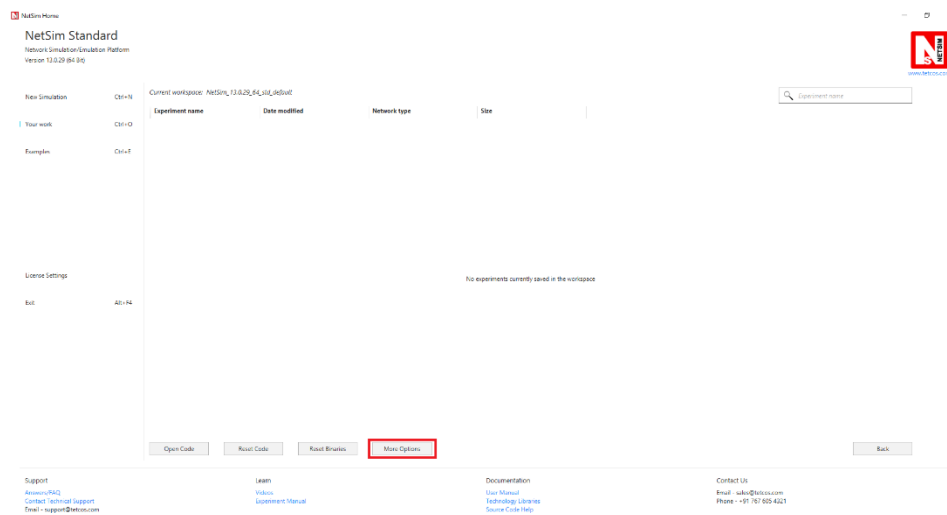 NetSim Home
NetSim Standard
Network Simulation/Emulation Platform
Version 13.0.29 (64 Bit)
NETSIM
www.tetcos.co
New Simulation Ctrl+N
Your work Ctrl+O
Examples Ctrl+E
License Settings
Exit Alt+F4
Current workspace: NetSim_13.0.29_64_std_default
Experiment name
Experiment name Date modified Network type Size
No experiments currently saved in the workspace
Open Code Reset Code Reset Binaries More Options Back
Support Learn Documentation Contact Us
Answers/FAQ Videos User Manual Email - sales@tetcos.com
Contact Technical Support Experiment Manual Technology Libraries Phone - +91 767 605 4321
Email - support@tetcos.com Source Code Help